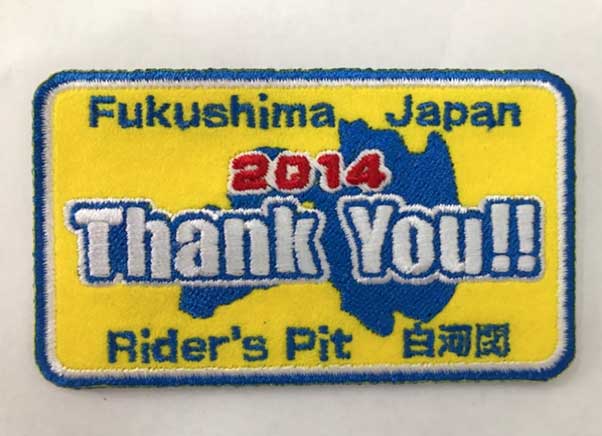 Fukushima Japan
2014
Thank You!!
Rider's Pit 白河関